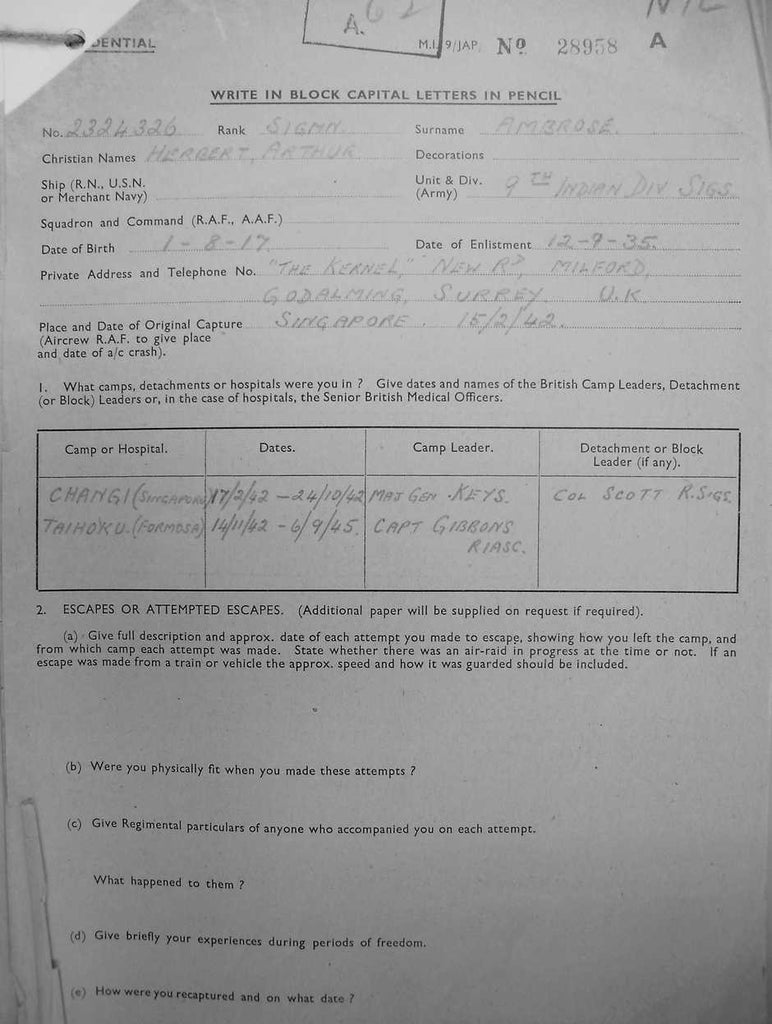 DENTIAL
A.
M.I. 9/JAP. No. 28958 A
WRITE IN BLOCK CAPITAL LETTERS IN PENCIL
No. 2324326 Rank SIGMN. Surname AMBROSE.
Christian Names HERBERT, ARTHUR Decorations
Ship (R.N., U.S.N. or Merchant Navy) Unit & Div. (Army) 9TH INDIAN DIV SIGS
Squadron and Command (R.A.F., A.A.F.)
Date of Birth 1-8-17 Date of Enlistment 12-9-35.
Private Address and Telephone No. "THE KERNEL," NEW RD, MILFORD,
GODALMING, SURREY. U.K.
Place and Date of Original Capture SINGAPORE. 15/2/42.
(Aircrew R.A.F. to give place
and date of a/c crash).
1. What camps, detachments or hospitals were you in ? Give dates and names of the British Camp Leaders, Detachment
(or Block) Leaders or, in the case of hospitals, the Senior British Medical Officers.
Camp or Hospital. Dates. Camp Leader. Detachment or Block
Leader (if any).
CHANGI (SINGAPORE) 17/2/42 - 24/10/42 MAJ GEN KEYS. COL SCOTT R.SIGS.
TAIHOKU. (FORMOSA) 14/11/42 - 6/9/45. CAPT GIBBONS
RIASC.
2. ESCAPES OR ATTEMPTED ESCAPES. (Additional paper will be supplied on request if required).
(a) Give full description and approx. date of each attempt you made to escape, showing how you left the camp, and
from which camp each attempt was made. State whether there was an air-raid in progress at the time or not. If an
escape was made from a train or vehicle the approx. speed and how it was guarded should be included.
(b) Were you physically fit when you made these attempts ?
(c) Give Regimental particulars of anyone who accompanied you on each attempt.
What happened to them ?
(d) Give briefly your experiences during periods of freedom.
(e) How were you recaptured and on what date ?